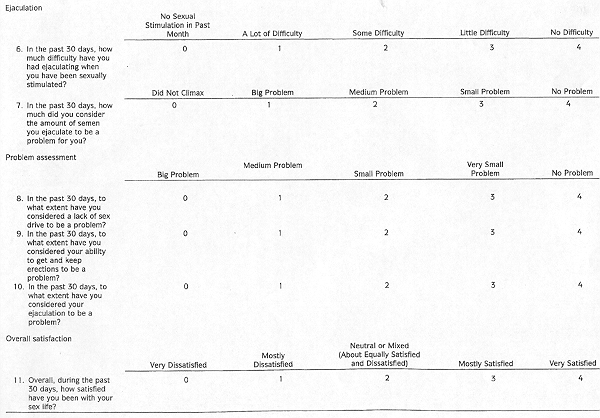 Ejaculation
No Sexual
Stimulation in Past
Month A Lot of Difficulty Some Difficulty Little Difficulty No Difficulty
6. In the past 30 days, how 0 1 2 3 4
much difficulty have you
had ejaculating when
you have been sexually
stimulated?
Did Not Climax Big Problem Medium Problem Small Problem No Problem
7. In the past 30 days, how 0 1 2 3 4
much did you consider
the amount of semen
you ejaculate to be a
problem for you?
Problem assessment
Big Problem Medium Problem Small Problem Very Small
Problem No Problem
8. In the past 30 days, to 0 1 2 3 4
what extent have you
considered a lack of sex
drive to be a problem?
9. In the past 30 days, to 0 1 2 3 4
what extent have you
considered your ability
to get and keep
erections to be a
problem?
10. In the past 30 days, to 0 1 2 3 4
what extent have you
considered your
ejaculation to be a
problem?
Overall satisfaction
Neutral or Mixed
Mostly (About Equally Satisfied
Very Dissatisfied Dissatisfied and Dissatisfied) Mostly Satisfied Very Satisfied
11. Overall, during the past 0 1 2 3 4
30 days, how satisfied
have you been with your
sex life?